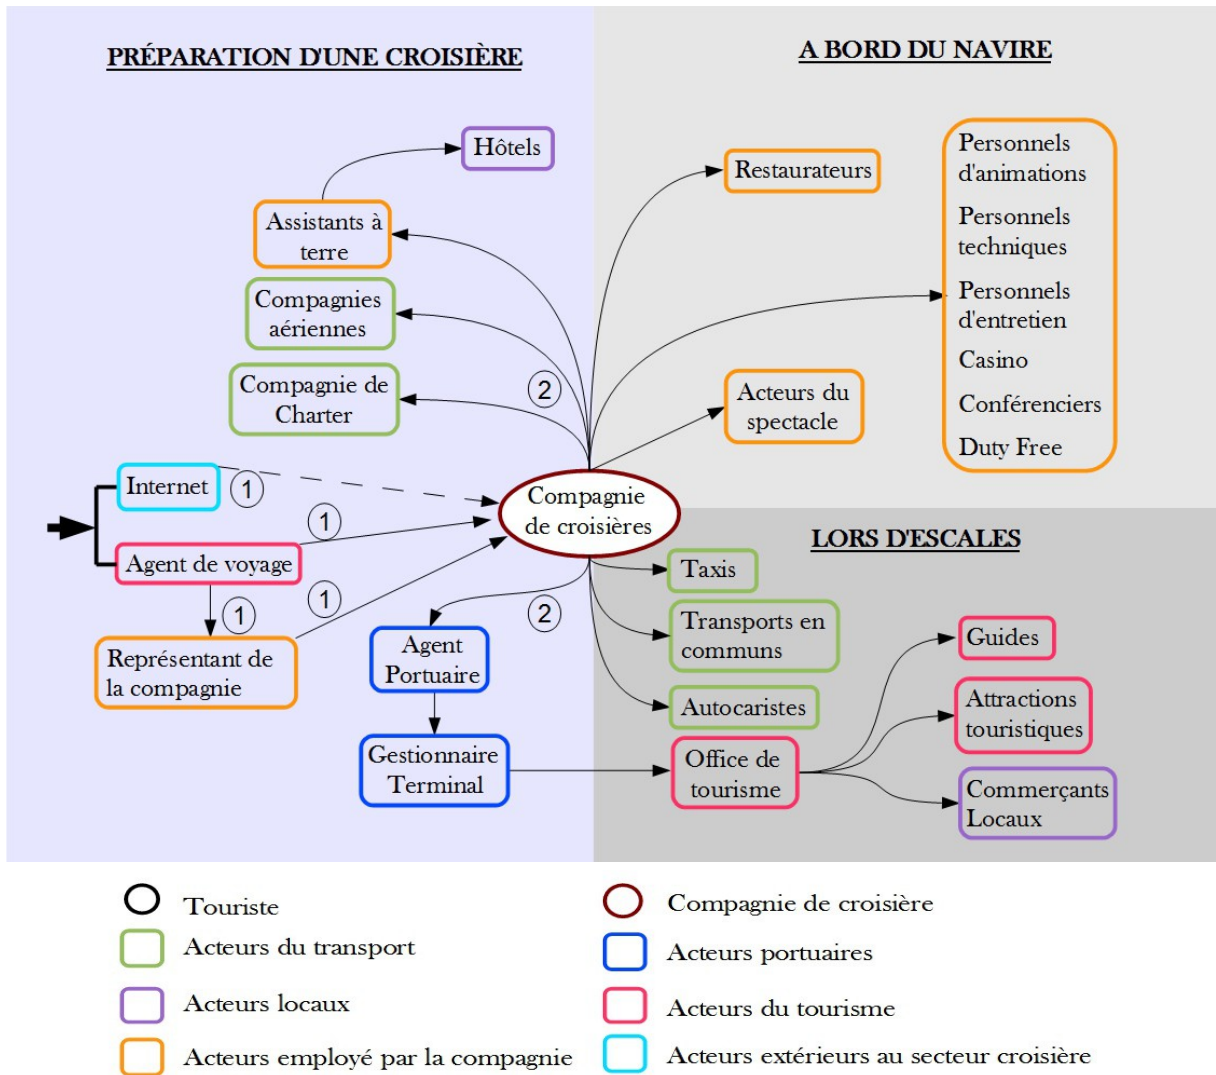 PRÉPARATION D'UNE CROISIÈRE
Hôtels
Assistants à
terre
Compagnies
aériennes
Compagnie de
Charter
2
Internet
1
1
Agent de voyage
1
1
Représentant de
la compagnie
Compagnie
de croisières
2
Agent
Portuaire
Gestionnaire
Terminal
A BORD DU NAVIRE
Restaurateurs
Personnels
d'animations
Personnels
techniques
Personnels
d'entretien
Casino
Conférenciers
Duty Free
Acteurs du
spectacle
LORS D'ESCALES
Taxis
Transports en
communs
Autocaristes
Office de
tourisme
Guides
Attractions
touristiques
Commerçants
Locaux
Touriste
Acteurs du transport
Acteurs locaux
Acteurs employé par la compagnie
Compagnie de croisière
Acteurs portuaires
Acteurs du tourisme
Acteurs extérieurs au secteur croisière